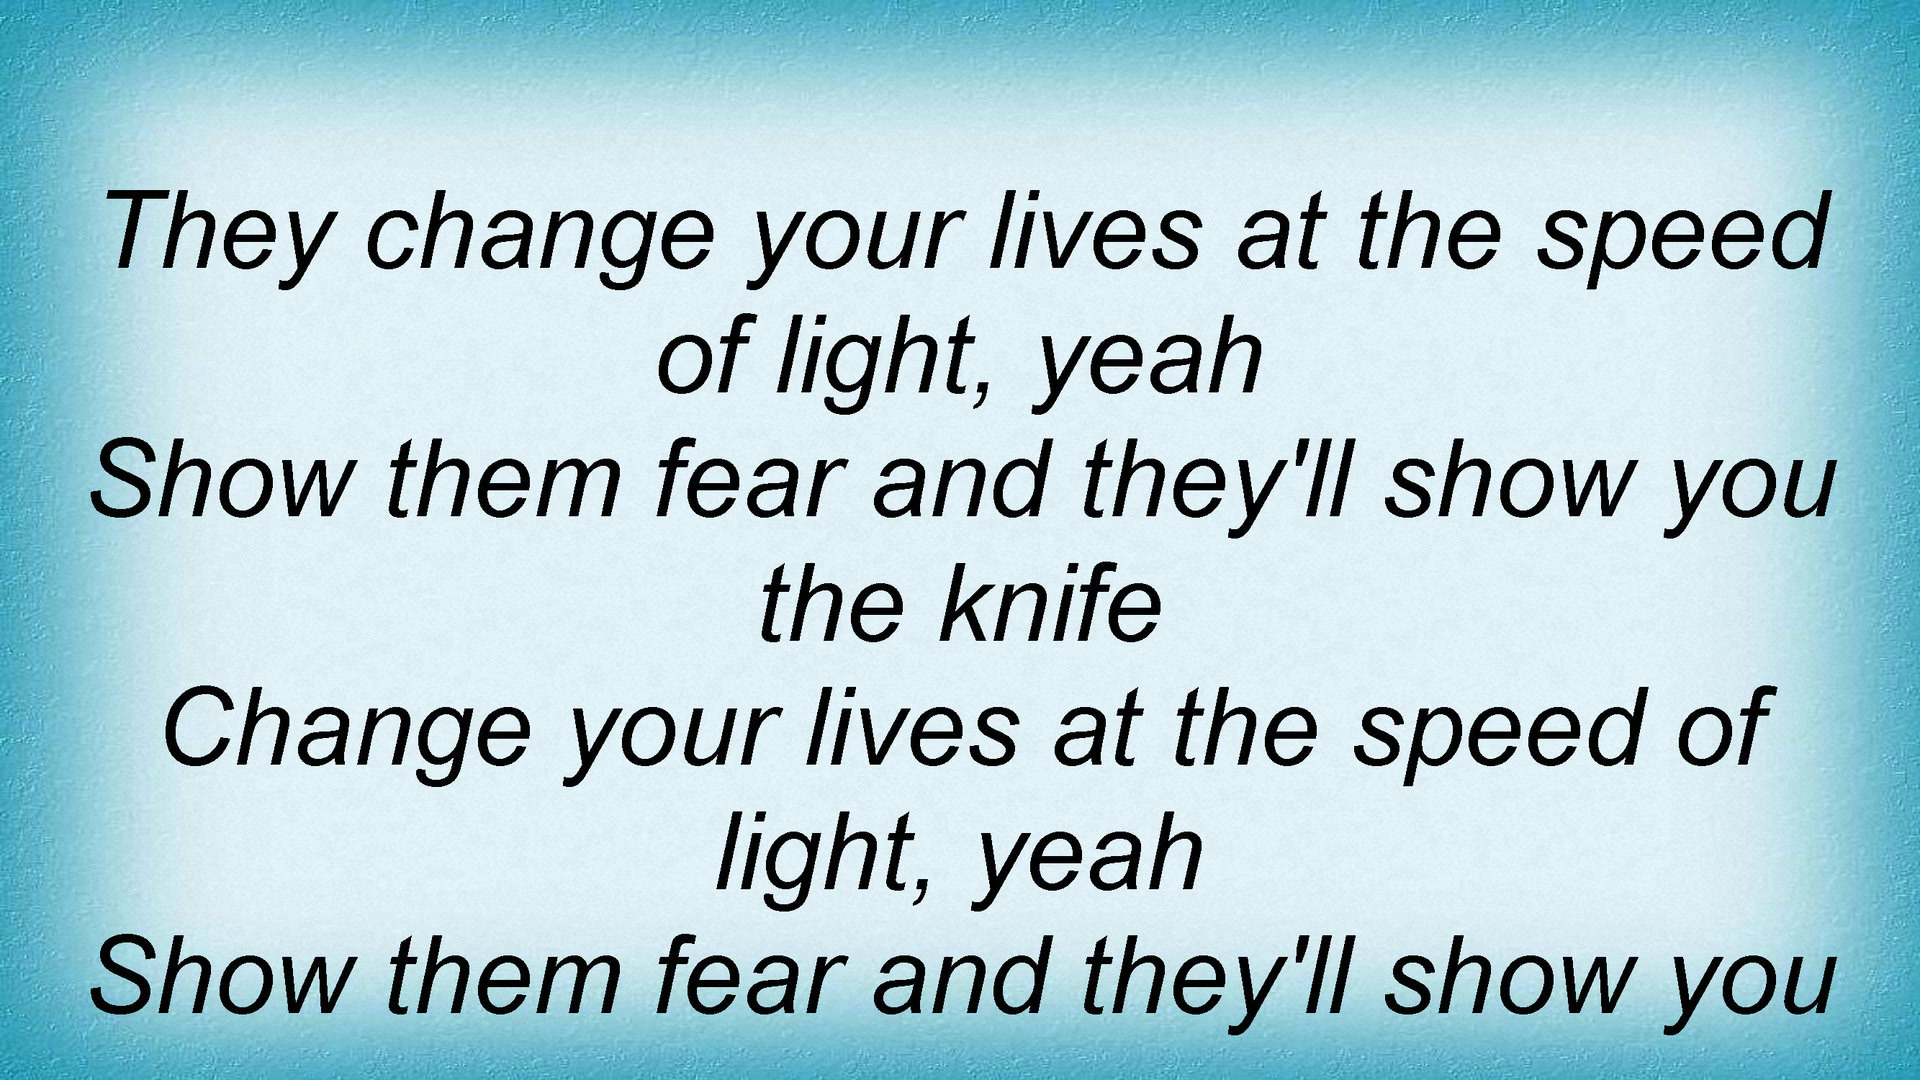 They change your lives at the speed
of light, yeah
Show them fear and they'll show you
the knife
Change your lives at the speed of
light, yeah
Show them fear and they'll show you